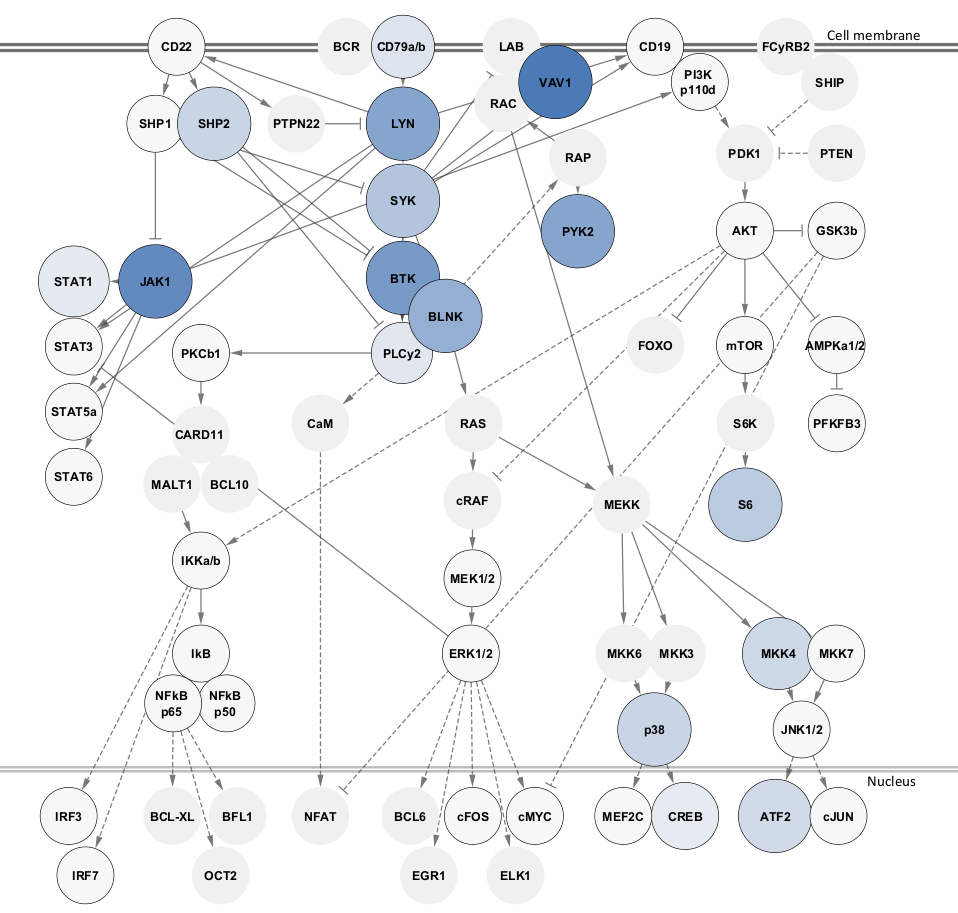 Cell membrane
CD22
BCR
CD79a/b
LAB
CD19
FCyRB2
VAV1
PI3K
p110d
SHIP
RAC
SHP1
SHP2
PTPN22
LYN
RAP
PDK1
PTEN
SYK
PYK2
AKT
GSK3b
STAT1
JAK1
BTK
BLNK
STAT3
PKCb1
PLCy2
FOXO
mTOR
AMPKa1/2
STAT5a
CARD11
CaM
RAS
S6K
PFKFB3
STAT6
MALT1
BCL10
cRAF
MEKK
S6
IKKa/b
MEK1/2
IkB
ERK1/2
MKK6
MKK3
MKK4
MKK7
NFkB
p65
NFkB
p50
p38
JNK1/2
Nucleus
IRF3
BCL-XL
BFL1
NFAT
BCL6
cFOS
cMYC
MEF2C
CREB
ATF2
cJUN
IRF7
OCT2
EGR1
ELK1